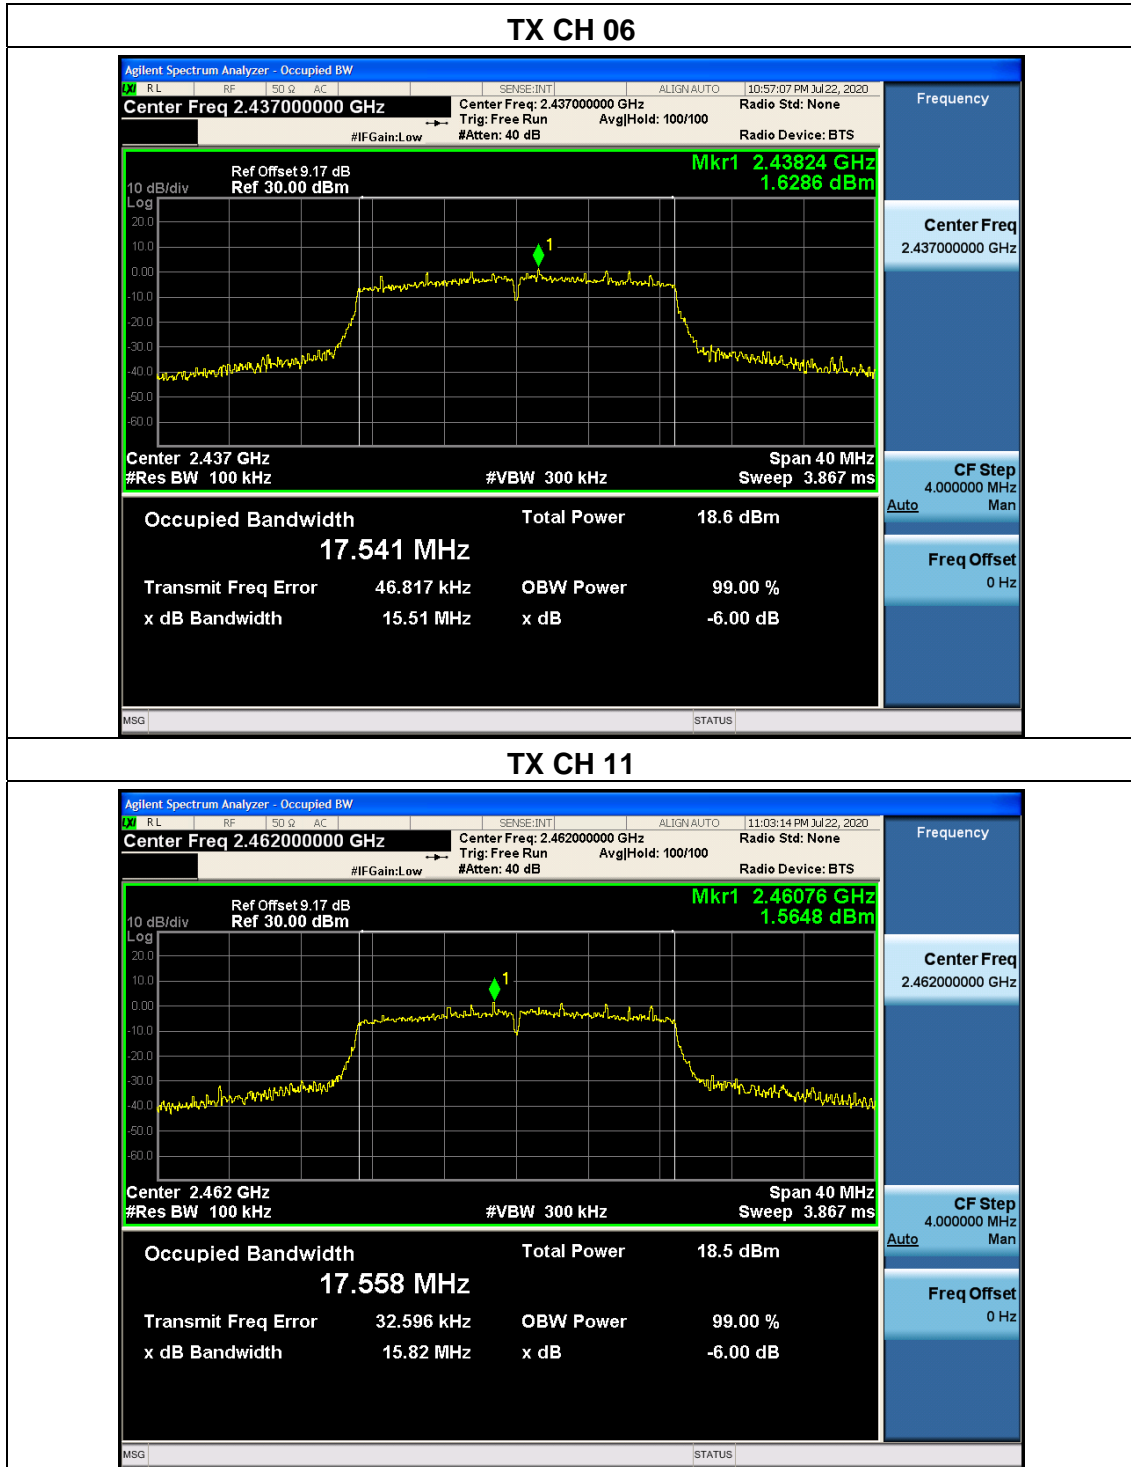 TX CH 06
Agilent Spectrum Analyzer - Occupied BW
LXI RL RF 50 Ω AC SENSE:INT ALIGN AUTO 10:57:07 PM Jul 22, 2020
Center Freq 2.437000000 GHz Center Freq: 2.437000000 GHz Radio Std: None Frequency
Trig: Free Run Avg|Hold: 100/100
#IFGain:Low #Atten: 40 dB Radio Device: BTS
Mkr1 2.43824 GHz
Ref Offset 9.17 dB 1.6286 dBm
10 dB/div Ref 30.00 dBm
Log
20.0
10.0
0.00
-10.0
-20.0
-30.0
-40.0
-50.0
-60.0
1
Center Freq
2.437000000 GHz
Center 2.437 GHz Span 40 MHz
#Res BW 100 kHz #VBW 300 kHz Sweep 3.867 ms
CF Step
4.000000 MHz
Auto Man
Occupied Bandwidth Total Power 18.6 dBm
17.541 MHz
Transmit Freq Error 46.817 kHz OBW Power 99.00 %
x dB Bandwidth 15.51 MHz x dB -6.00 dB
Freq Offset
0 Hz
MSG STATUS
TX CH 11
Agilent Spectrum Analyzer - Occupied BW
LXI RL RF 50 Ω AC SENSE:INT ALIGN AUTO 11:03:14 PM Jul 22, 2020
Center Freq 2.462000000 GHz Center Freq: 2.462000000 GHz Radio Std: None Frequency
Trig: Free Run Avg|Hold: 100/100
#IFGain:Low #Atten: 40 dB Radio Device: BTS
Mkr1 2.46076 GHz
Ref Offset 9.17 dB 1.5648 dBm
10 dB/div Ref 30.00 dBm
Log
20.0
10.0
0.00
-10.0
-20.0
-30.0
-40.0
-50.0
-60.0
1
Center Freq
2.462000000 GHz
Center 2.462 GHz Span 40 MHz
#Res BW 100 kHz #VBW 300 kHz Sweep 3.867 ms
CF Step
4.000000 MHz
Auto Man
Occupied Bandwidth Total Power 18.5 dBm
17.558 MHz
Transmit Freq Error 32.596 kHz OBW Power 99.00 %
x dB Bandwidth 15.82 MHz x dB -6.00 dB
Freq Offset
0 Hz
MSG STATUS